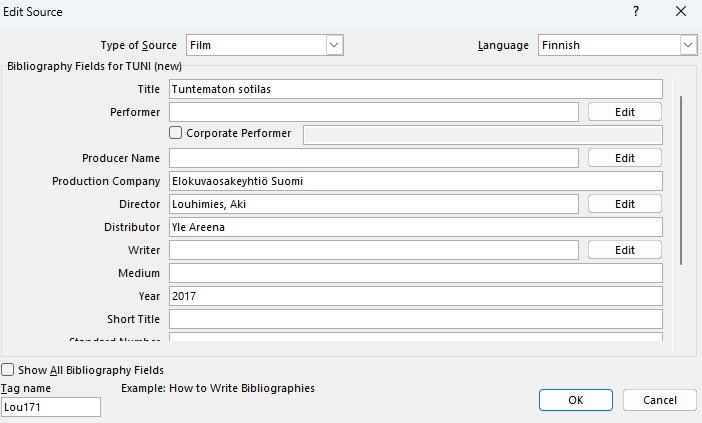 Edit Source
?
Type of Source Film Language Finnish
Bibliography Fields for TUNI (new)
Title Tuntematon sotilas
Performer Edit
Corporate Performer
Producer Name Edit
Production Company Elokuvaosakeyhtiö Suomi
Director Louhimies, Aki Edit
Distributor Yle Areena
Writer Edit
Medium
Year 2017
Short Title
Standard Number
Show All Bibliography Fields
Tag name Example: How to Write Bibliographies
Lou171
OK Cancel